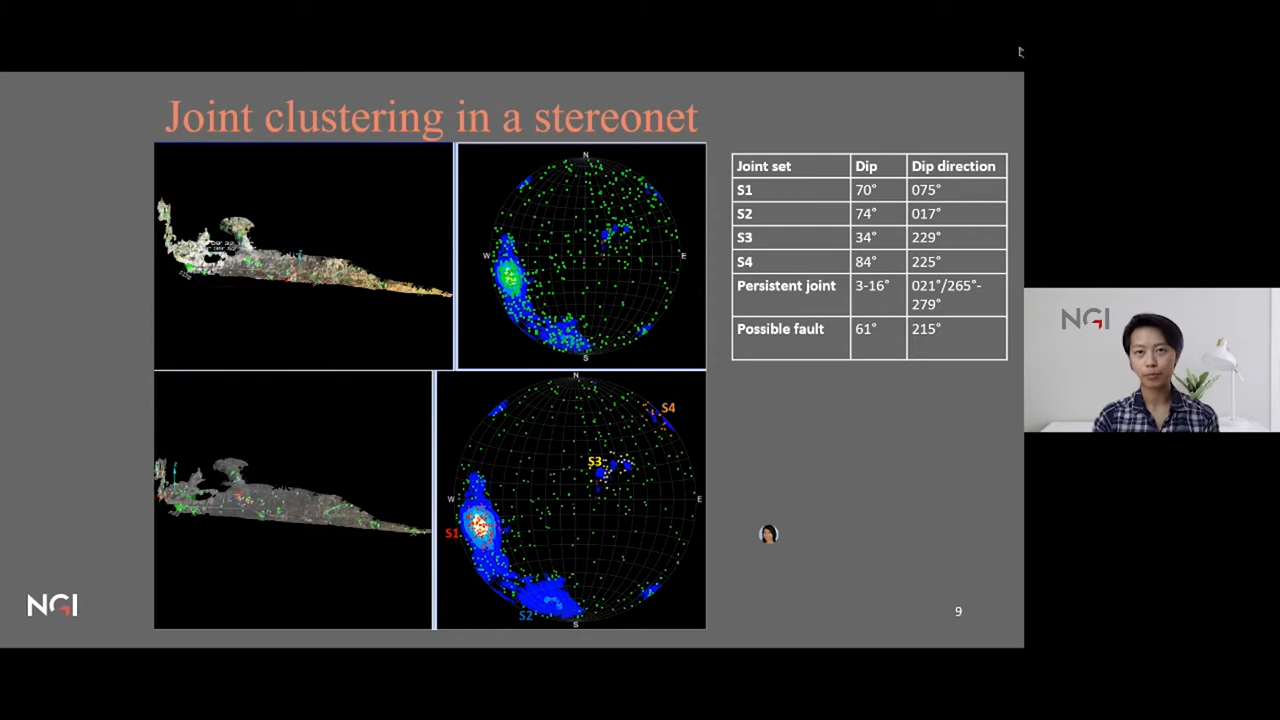 Joint clustering in a stereonet
N
W
E
S
Joint set Dip Dip direction
S1 70° 075°
S2 74° 017°
S3 34° 229°
S4 84° 225°
Persistent joint 3-16° 021°/265°-
279°
Possible fault 61° 215°
NGI
N
S4
S3
W
E
S1
S2
S
NGI
9